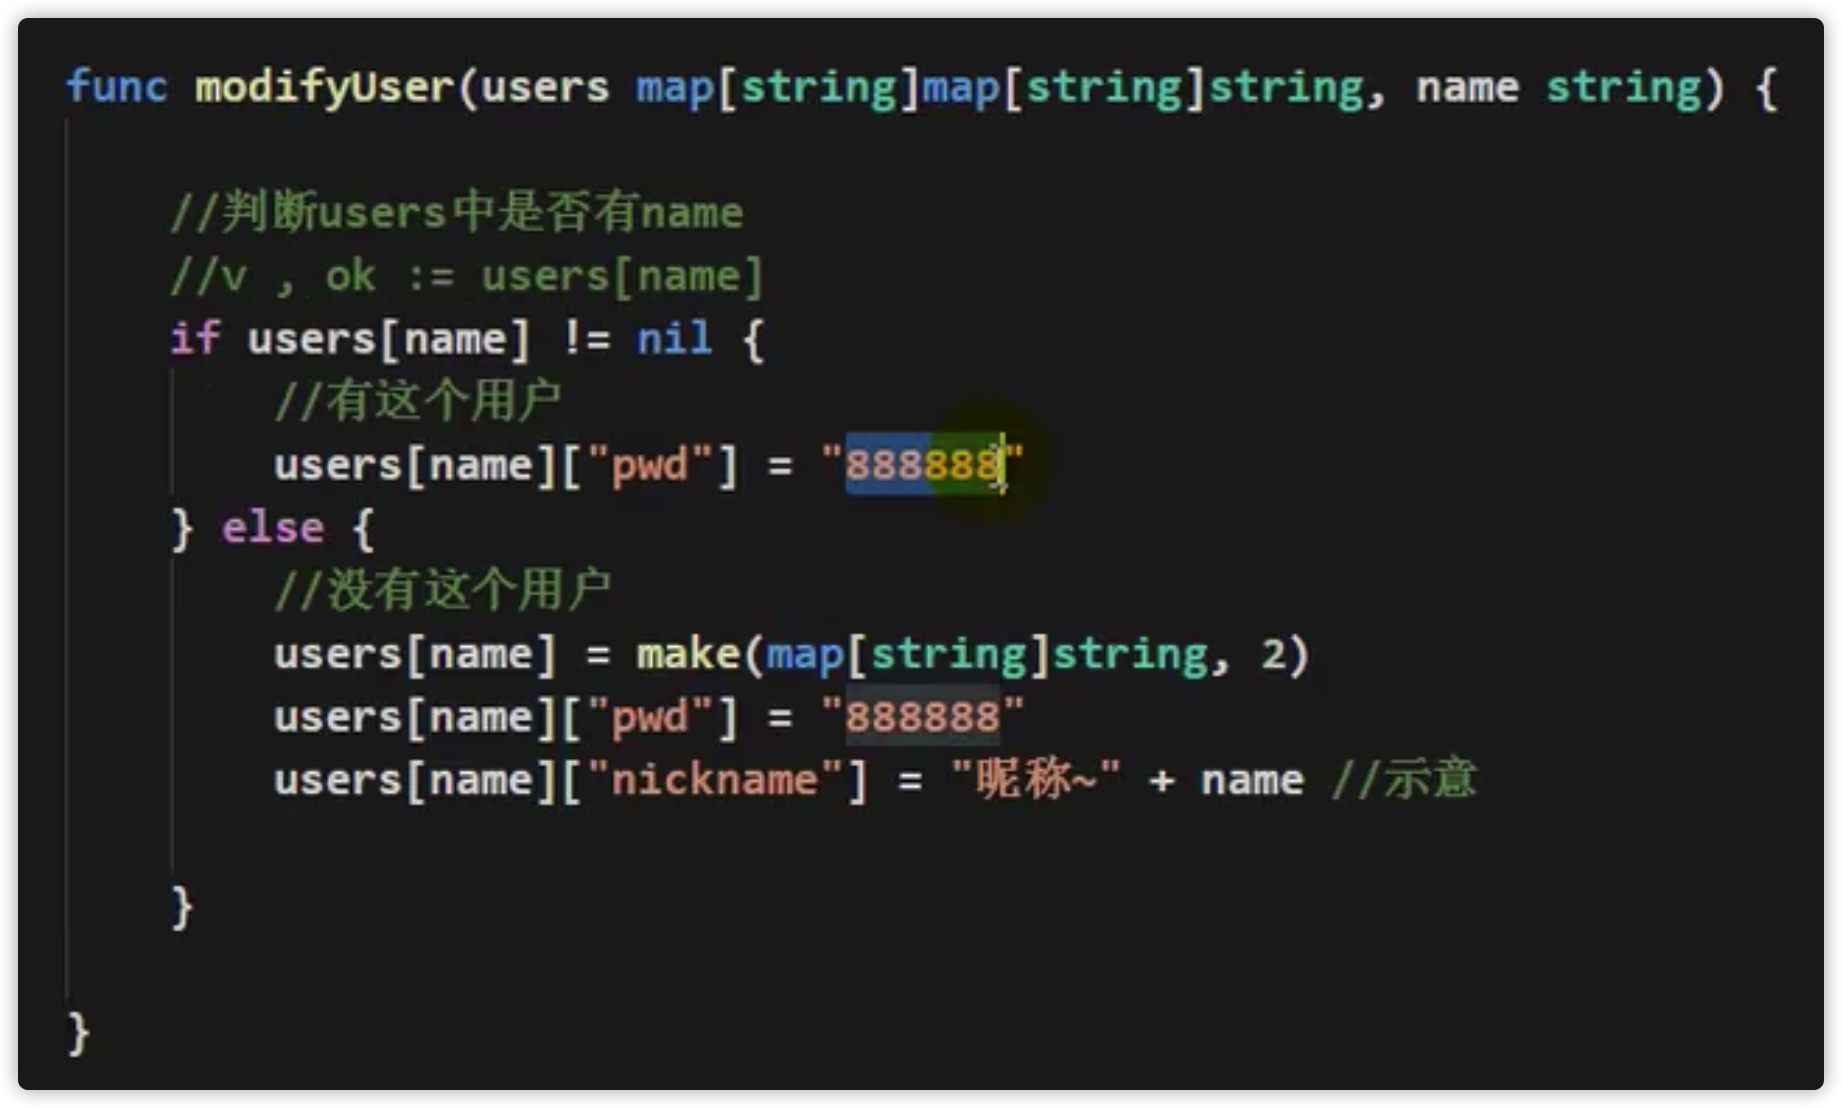 func modifyUser(users map[string]map[string]string, name string) {
//判断users中是否有name
//v , ok := users[name]
if users[name] != nil {
//有这个用户
users[name]["pwd"] = "888888"
} else {
//没有这个用户
users[name] = make(map[string]string, 2)
users[name]["pwd"] = "888888"
users[name]["nickname"] = "昵称~" + name //示意
}
}